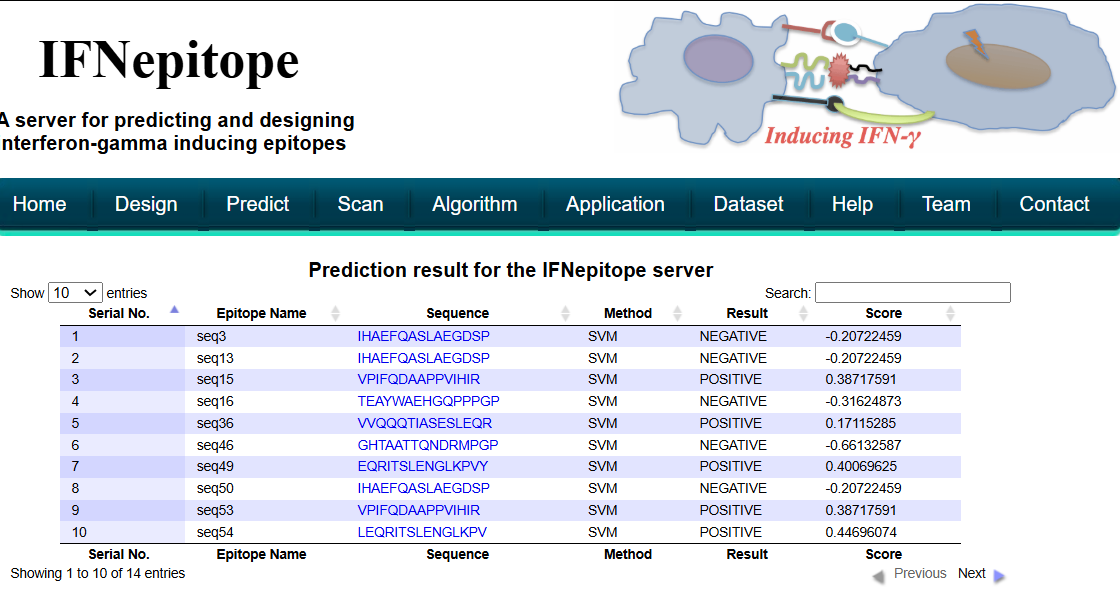 IFNepitope
A server for predicting and designing
nterferon-gamma inducing epitopes
Inducing IFN-γ
Home Design Predict Scan Algorithm Application Dataset Help Team Contact
Prediction result for the IFNepitope server
Show 10 entries Search:
Serial No. Epitope Name Sequence Method Result Score
1 seq3 IHAEFQASLAEGDSP SVM NEGATIVE -0.20722459
2 seq13 IHAEFQASLAEGDSP SVM NEGATIVE -0.20722459
3 seq15 VPIFQDAAPPVIHIR SVM POSITIVE 0.38717591
4 seq16 TEAYWAEHGQPPPGP SVM NEGATIVE -0.31624873
5 seq36 VVQQQTIASESLEQR SVM POSITIVE 0.17115285
6 seq46 GHTAATTQNDRMPGP SVM NEGATIVE -0.66132587
7 seq49 EQRITSLENGLKPVY SVM POSITIVE 0.40069625
8 seq50 IHAEFQASLAEGDSP SVM NEGATIVE -0.20722459
9 seq53 VPIFQDAAPPVIHIR SVM POSITIVE 0.38717591
10 seq54 LEQRITSLENGLKPV SVM POSITIVE 0.44696074
Serial No. Epitope Name Sequence Method Result Score
Showing 1 to 10 of 14 entries Previous Next